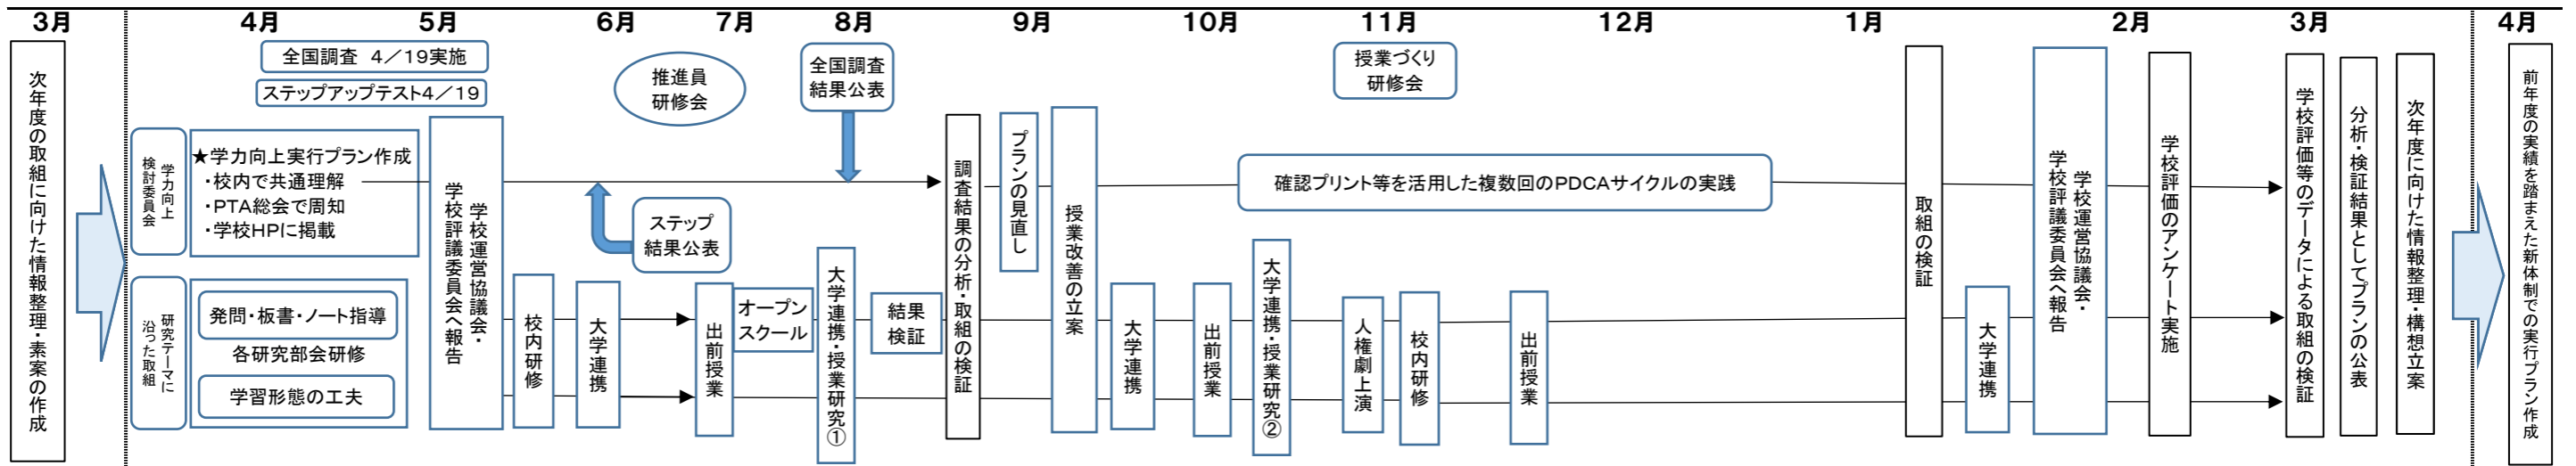 3月 4月 5月 6月 7月 8月 9月 10月 11月 12月 1月 2月 3月 4月
次年度の取組に向けた情報整理・素案の作成
全国調査 4／19実施
ステップアップテスト4／19
学力向上
検討委員会
★学力向上実行プラン作成
・校内で共通理解
・PTA総会で周知
・学校HPに掲載
研究テーマに
沿った取組
発問・板書・ノート指導
各研究部会研修
学習形態の工夫
学校運営協議会・
学校評議委員会へ報告
校内研修
大学連携
推進員
研修会
ステップ
結果公表
出前授業
オープン
スクール
全国調査
結果公表
大学連携・授業研究①
結果
検証
調査結果の分析・取組の検証
プランの見直し
授業改善の立案
大学連携
出前授業
大学連携・授業研究②
授業づくり
研修会
確認プリント等を活用した複数回のPDCAサイクルの実践
人権劇上演
校内研修
出前授業
取組の検証
大学連携
学校運営協議会・
学校評議委員会へ報告
学校評価のアンケート実施
学校評価等のデータによる取組の検証
分析・検証結果としてプランの公表
次年度に向けた情報整理・構想立案
前年度の実績を踏まえた新体制での実行プラン作成